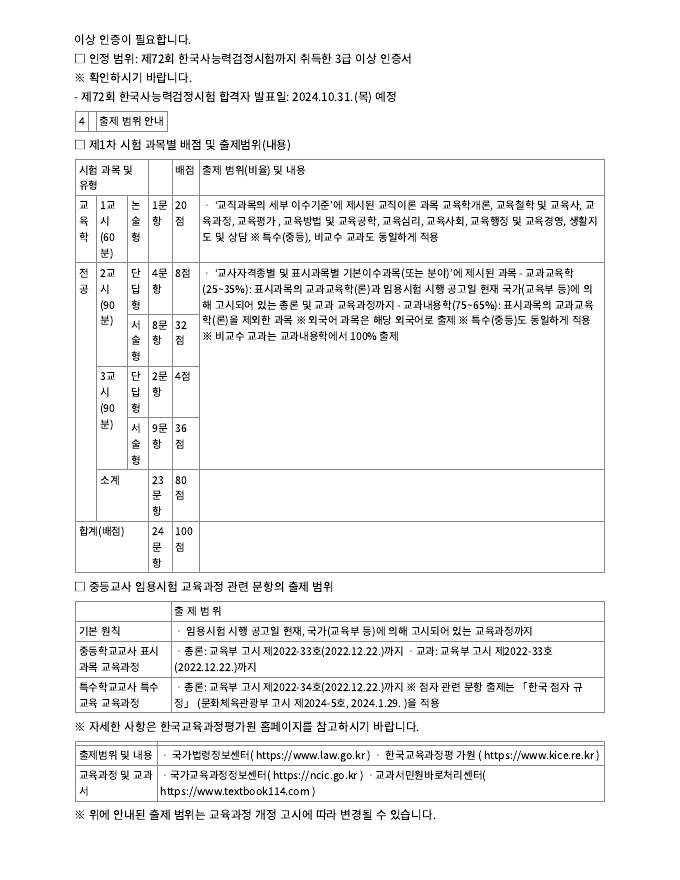 이상 인증이 필요합니다.
□ 인정 범위: 제72회 한국사능력검정시험까지 취득한 3급 이상 인증서
※ 확인하시기 바랍니다.
- 제72회 한국사능력검정시험 합격자 발표일: 2024.10.31.(목) 예정
4 출제 범위 안내
□ 제1차 시험 과목별 배점 및 출제범위(내용)
시험 과목 및
유형
배점
출제 범위(비율) 및 내용
교
육
학
1교
시
(60
분)
논
술
형
1문
항
20
점
· ‘교직과목의 세부 이수기준’에 제시된 교직이론 과목 교육학개론, 교육철학 및 교육사, 교
육과정, 교육평가 , 교육방법 및 교육공학, 교육심리, 교육사회, 교육행정 및 교육경영, 생활지
도 및 상담 ※ 특수(중등), 비교수 교과도 동일하게 적용
전
공
2교
시
(90
분)
단
답
형
4문
항
8점
· ‘교사자격종별 및 표시과목별 기본이수과목(또는 분야)’에 제시된 과목 - 교과교육학
(25~35%): 표시과목의 교과교육학(론)과 임용시험 시행 공고일 현재 국가(교육부 등)에 의
해 고시되어 있는 총론 및 교과 교육과정까지 - 교과내용학(75~65%): 표시과목의 교과교육
학(론)을 제외한 과목 ※ 외국어 과목은 해당 외국어로 출제 ※ 특수(중등)도 동일하게 적용
※ 비교수 교과는 교과내용학에서 100% 출제
서
술
형
8문
항
32
점
3교
시
(90
분)
단
답
형
2문
항
4점
서
술
형
9문
항
36
점
소계
23
문
항
80
점
합계(배점)
24
문
항
100
점
□ 중등교사 임용시험 교육과정 관련 문항의 출제 범위
출 제 범 위
기본 원칙
· 임용시험 시행 공고일 현재, 국가(교육부 등)에 의해 고시되어 있는 교육과정까지
중등학교교사 표시
과목 교육과정
· 총론: 교육부 고시 제2022-33호(2022.12.22.)까지 · 교과: 교육부 고시 제2022-33호
(2022.12.22.)까지
특수학교교사 특수
교육 교육과정
· 총론: 교육부 고시 제2022-34호(2022.12.22.)까지 ※ 점자 관련 문항 출제는 「한국 점자 규
정」 (문화체육관광부 고시 제2024-5호, 2024.1.29. )을 적용
※ 자세한 사항은 한국교육과정평가원 홈페이지를 참고하시기 바랍니다.
출제범위 및 내용
· 국가법령정보센터( https://www.law.go.kr ) · 한국교육과정평 가원 ( https://www.kice.re.kr )
교육과정 및 교과
서
· 국가교육과정정보센터( https://ncic.go.kr ) · 교과서민원바로처리센터(
https://www.textbook114.com )
※ 위에 안내된 출제 범위는 교육과정 개정 고시에 따라 변경될 수 있습니다.